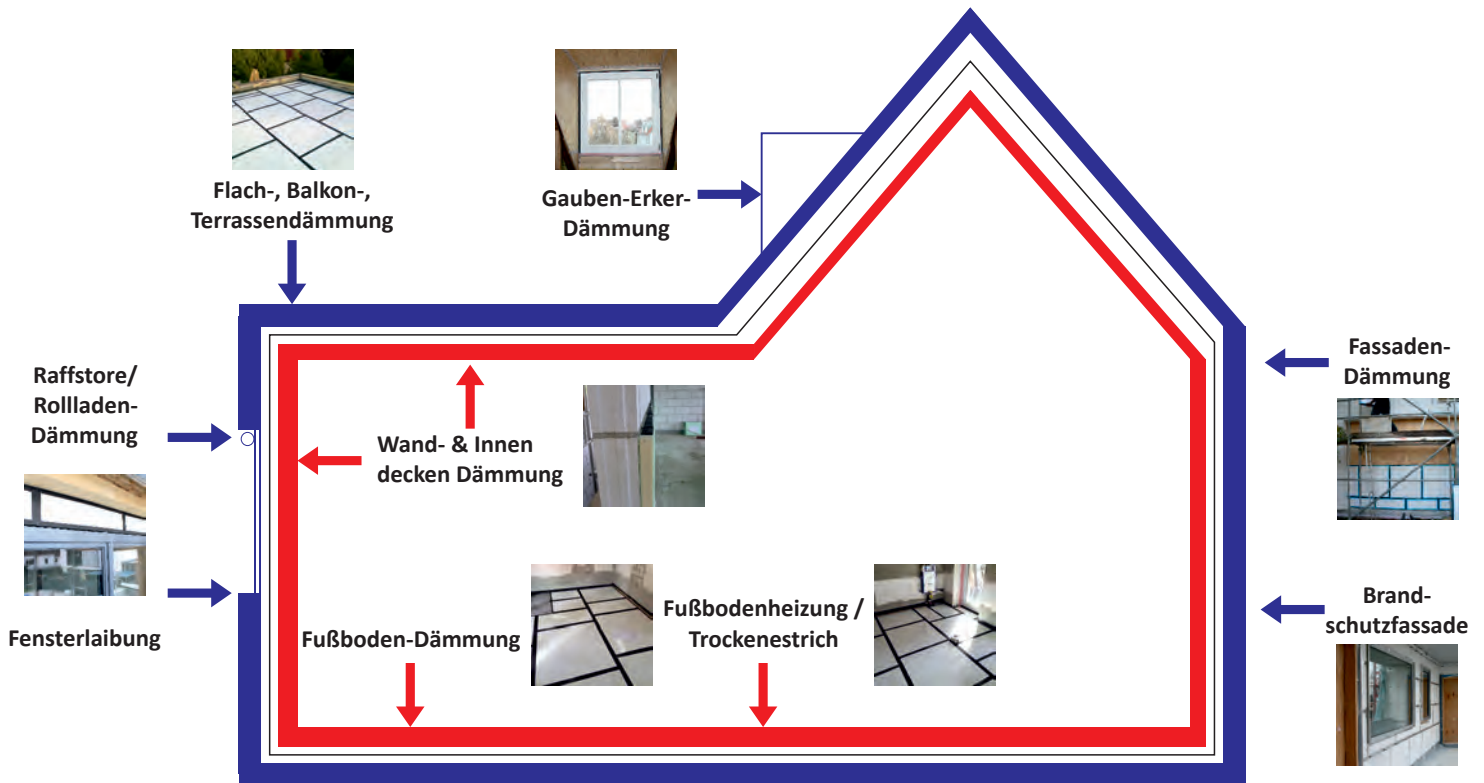 Flach-, Balkon-,
Terrassendämmung
Gauben-Erker-
Dämmung
Raffstore/
Rollladen-
Dämmung
Fassaden-
Dämmung
Wand- & Innen
decken Dämmung
Fensterlaibung
Fußboden-Dämmung
Fußbodenheizung /
Trockenestrich
Brand-
schutzfassade